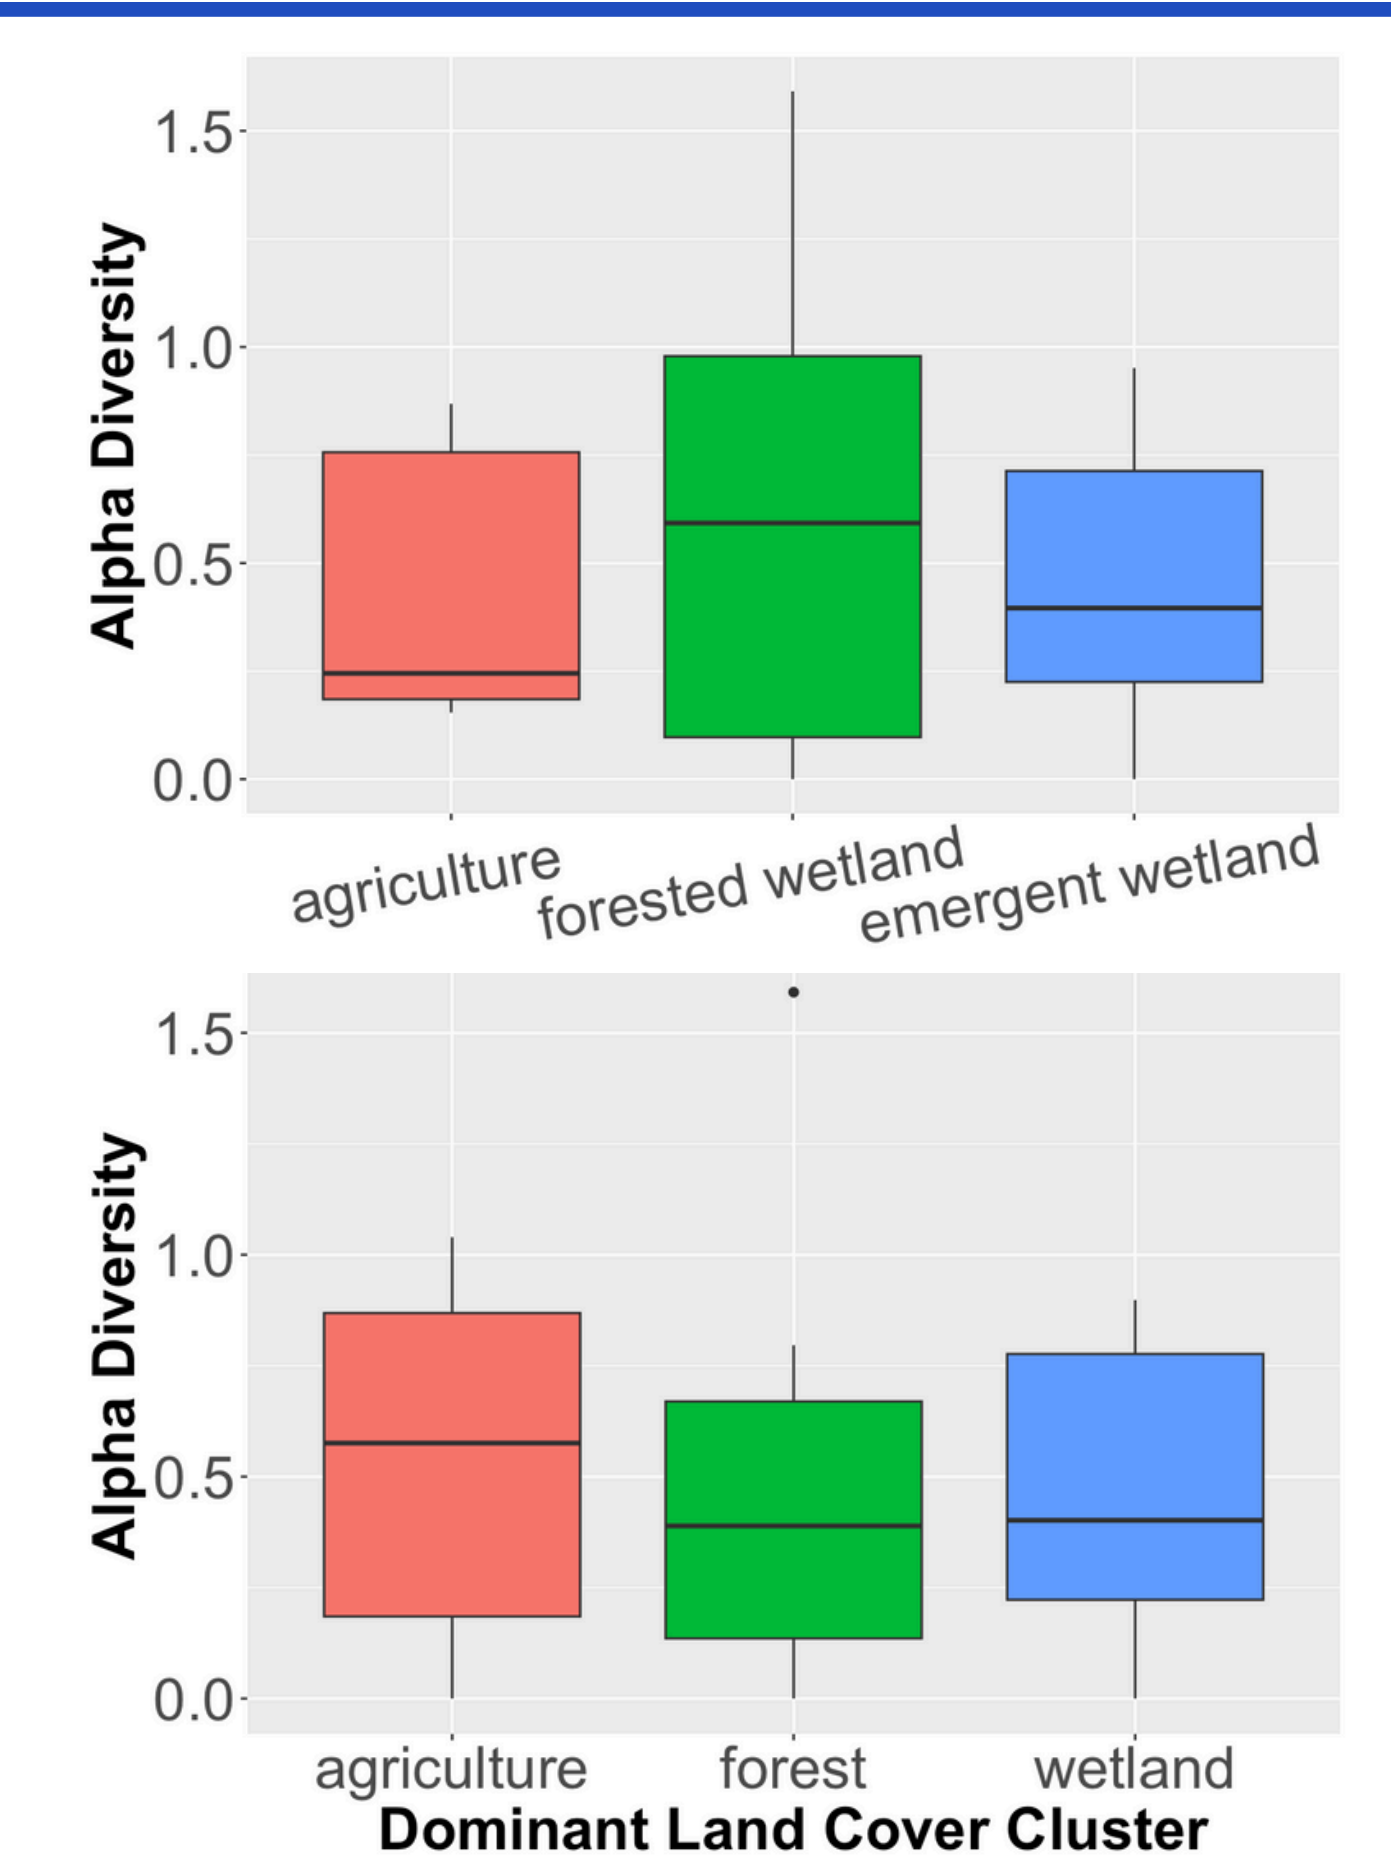 Alpha Diversity
1.5
1.0
0.5
0.0
agriculture
forested wetland
emergent wetland
Alpha Diversity
1.5
1.0
0.5
0.0
agriculture
forest
wetland
Dominant Land Cover Cluster